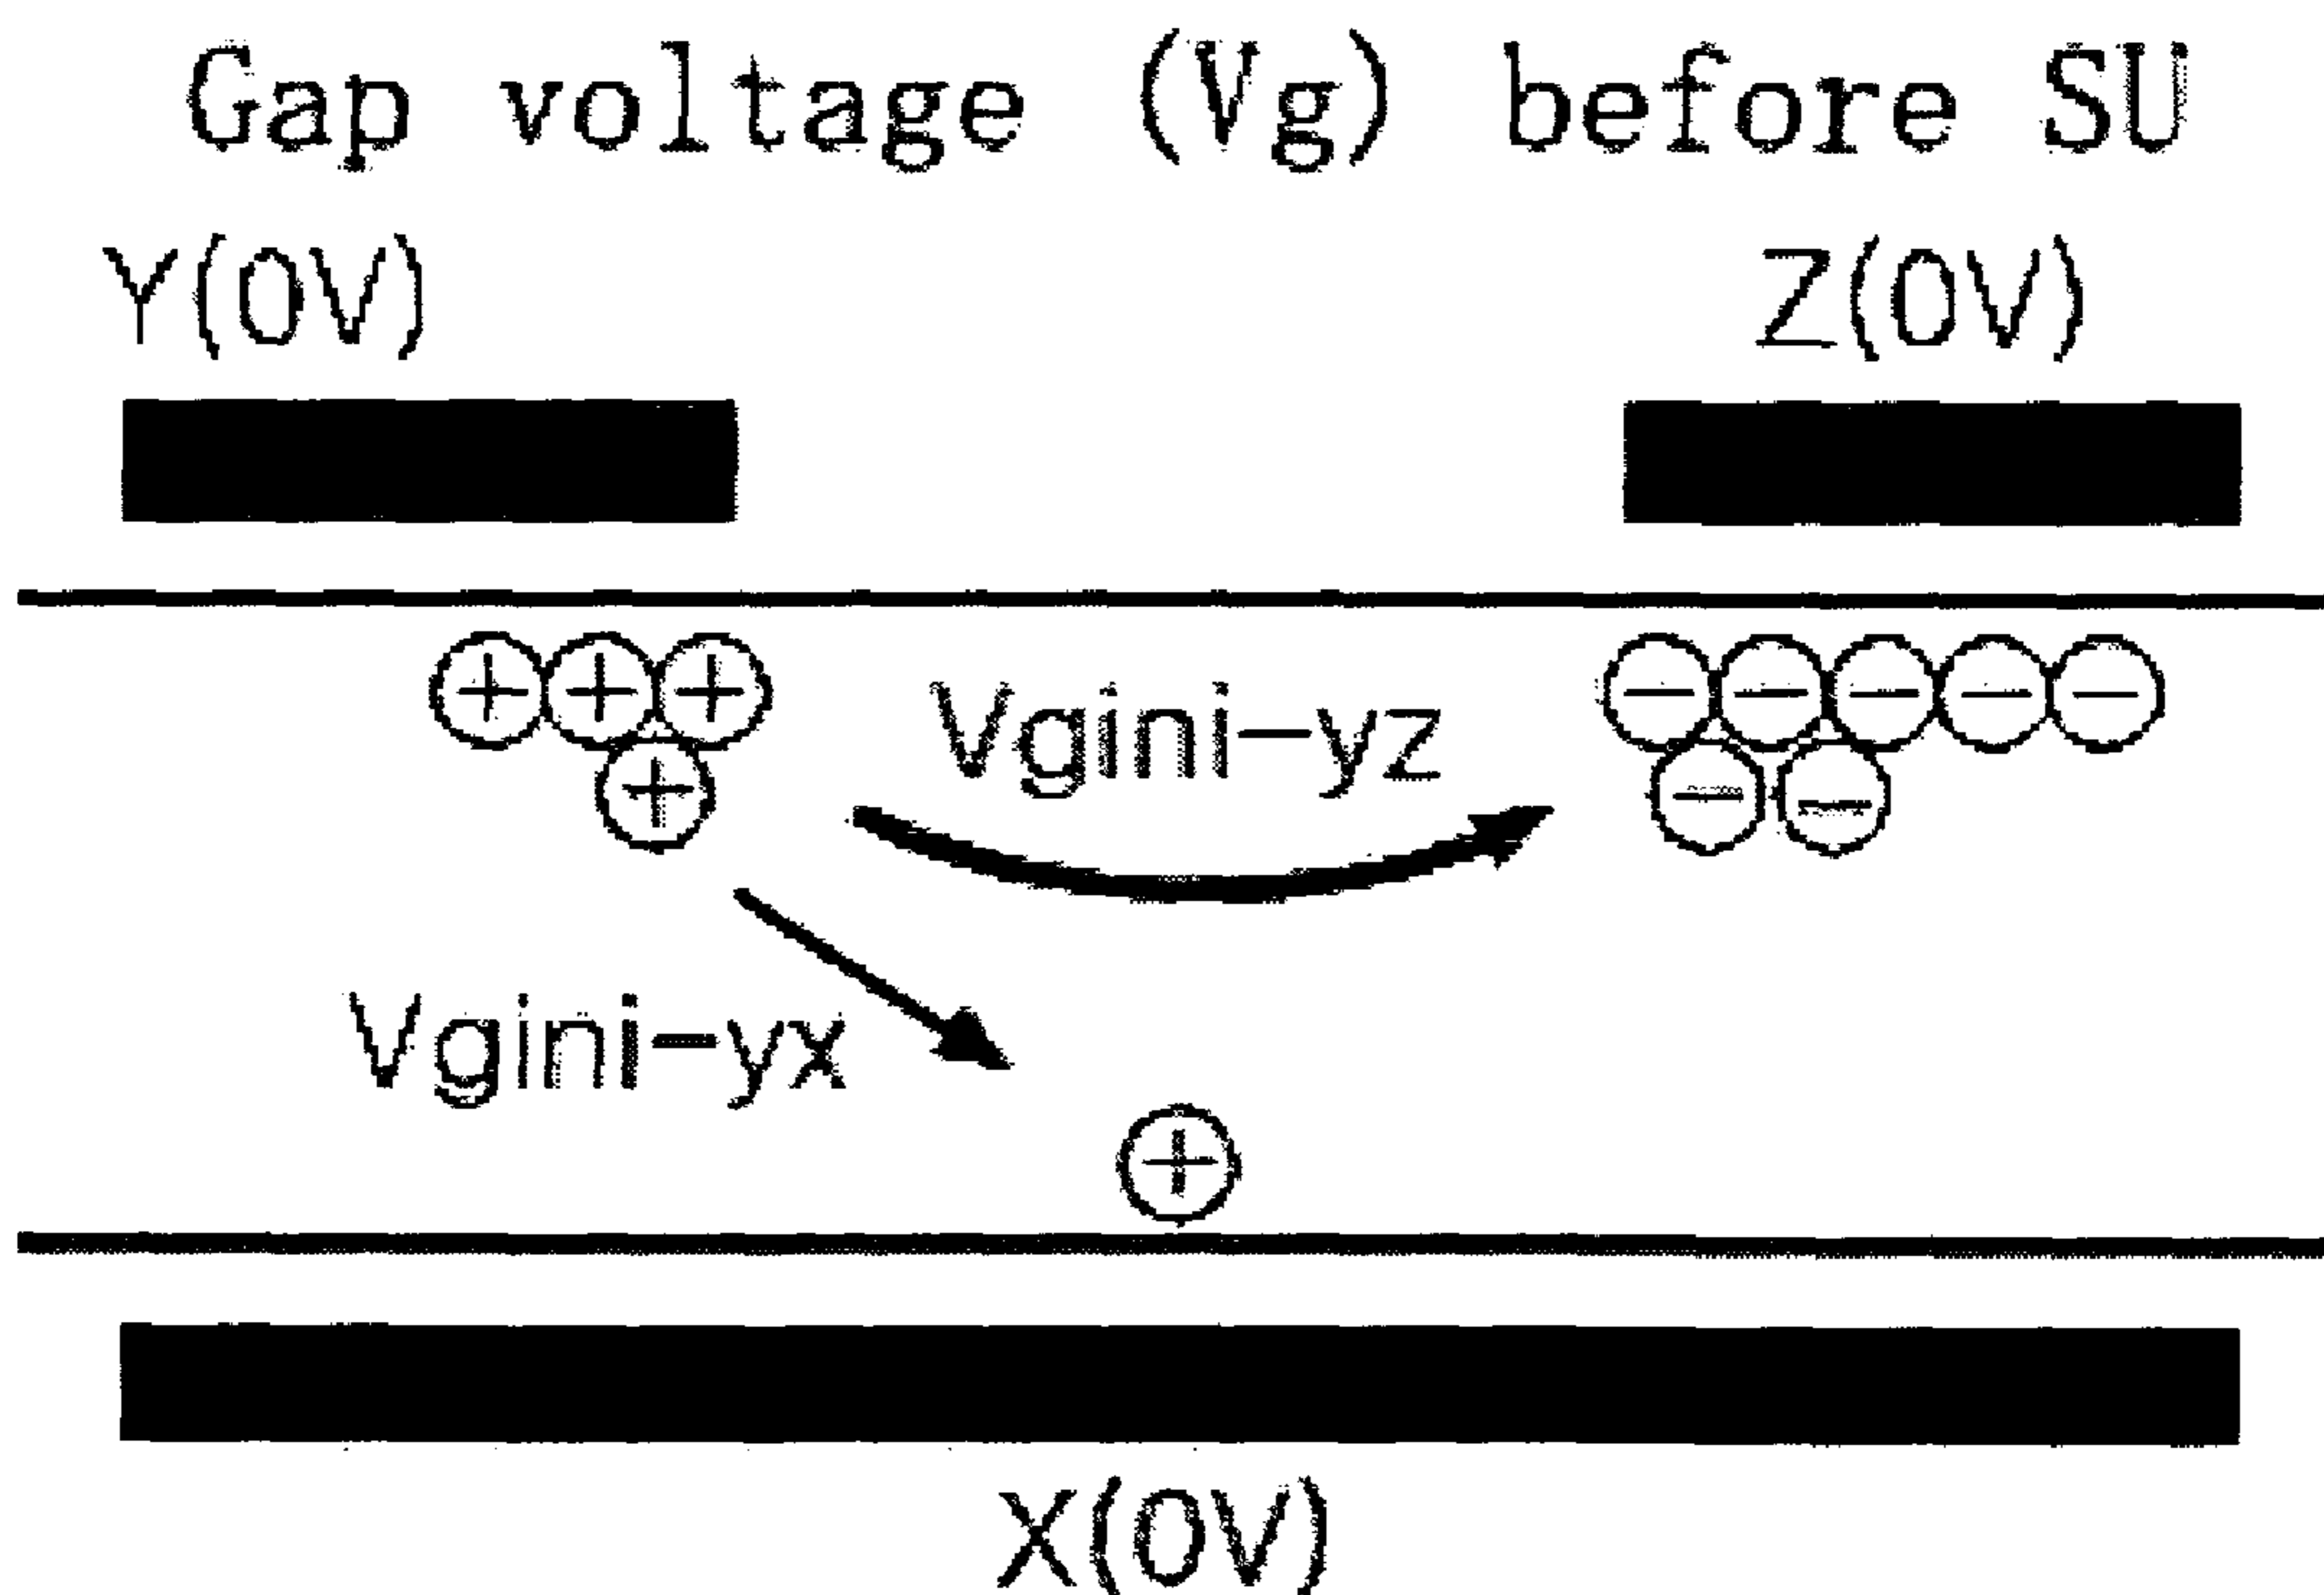 Gap voltage (Vg) before SU
Y(0V) Z(0V)
Vgini-yz
Vgini-yx
X(0V)